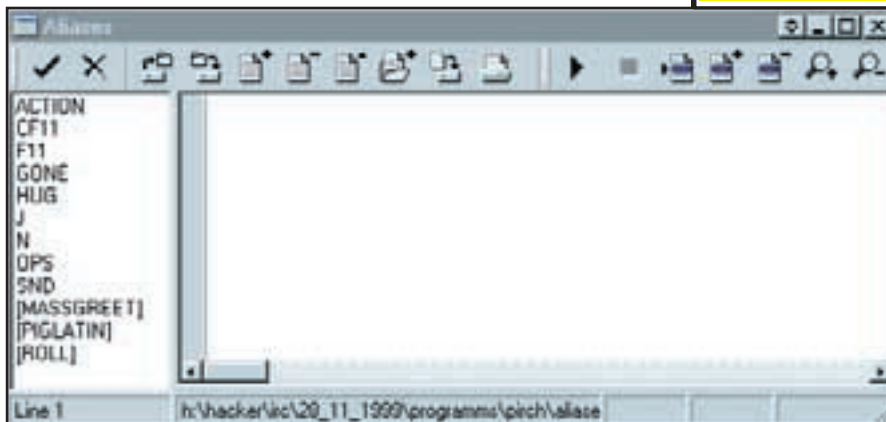 Aliases
ACTION
CF11
F11
GONE
HUG
J
N
OPS
SND
[MASSGREET]
[PIGLATIN]
[ROLL]
Line 1
h:\hacker\irc\20_11_1999\programms\pirch\aliase